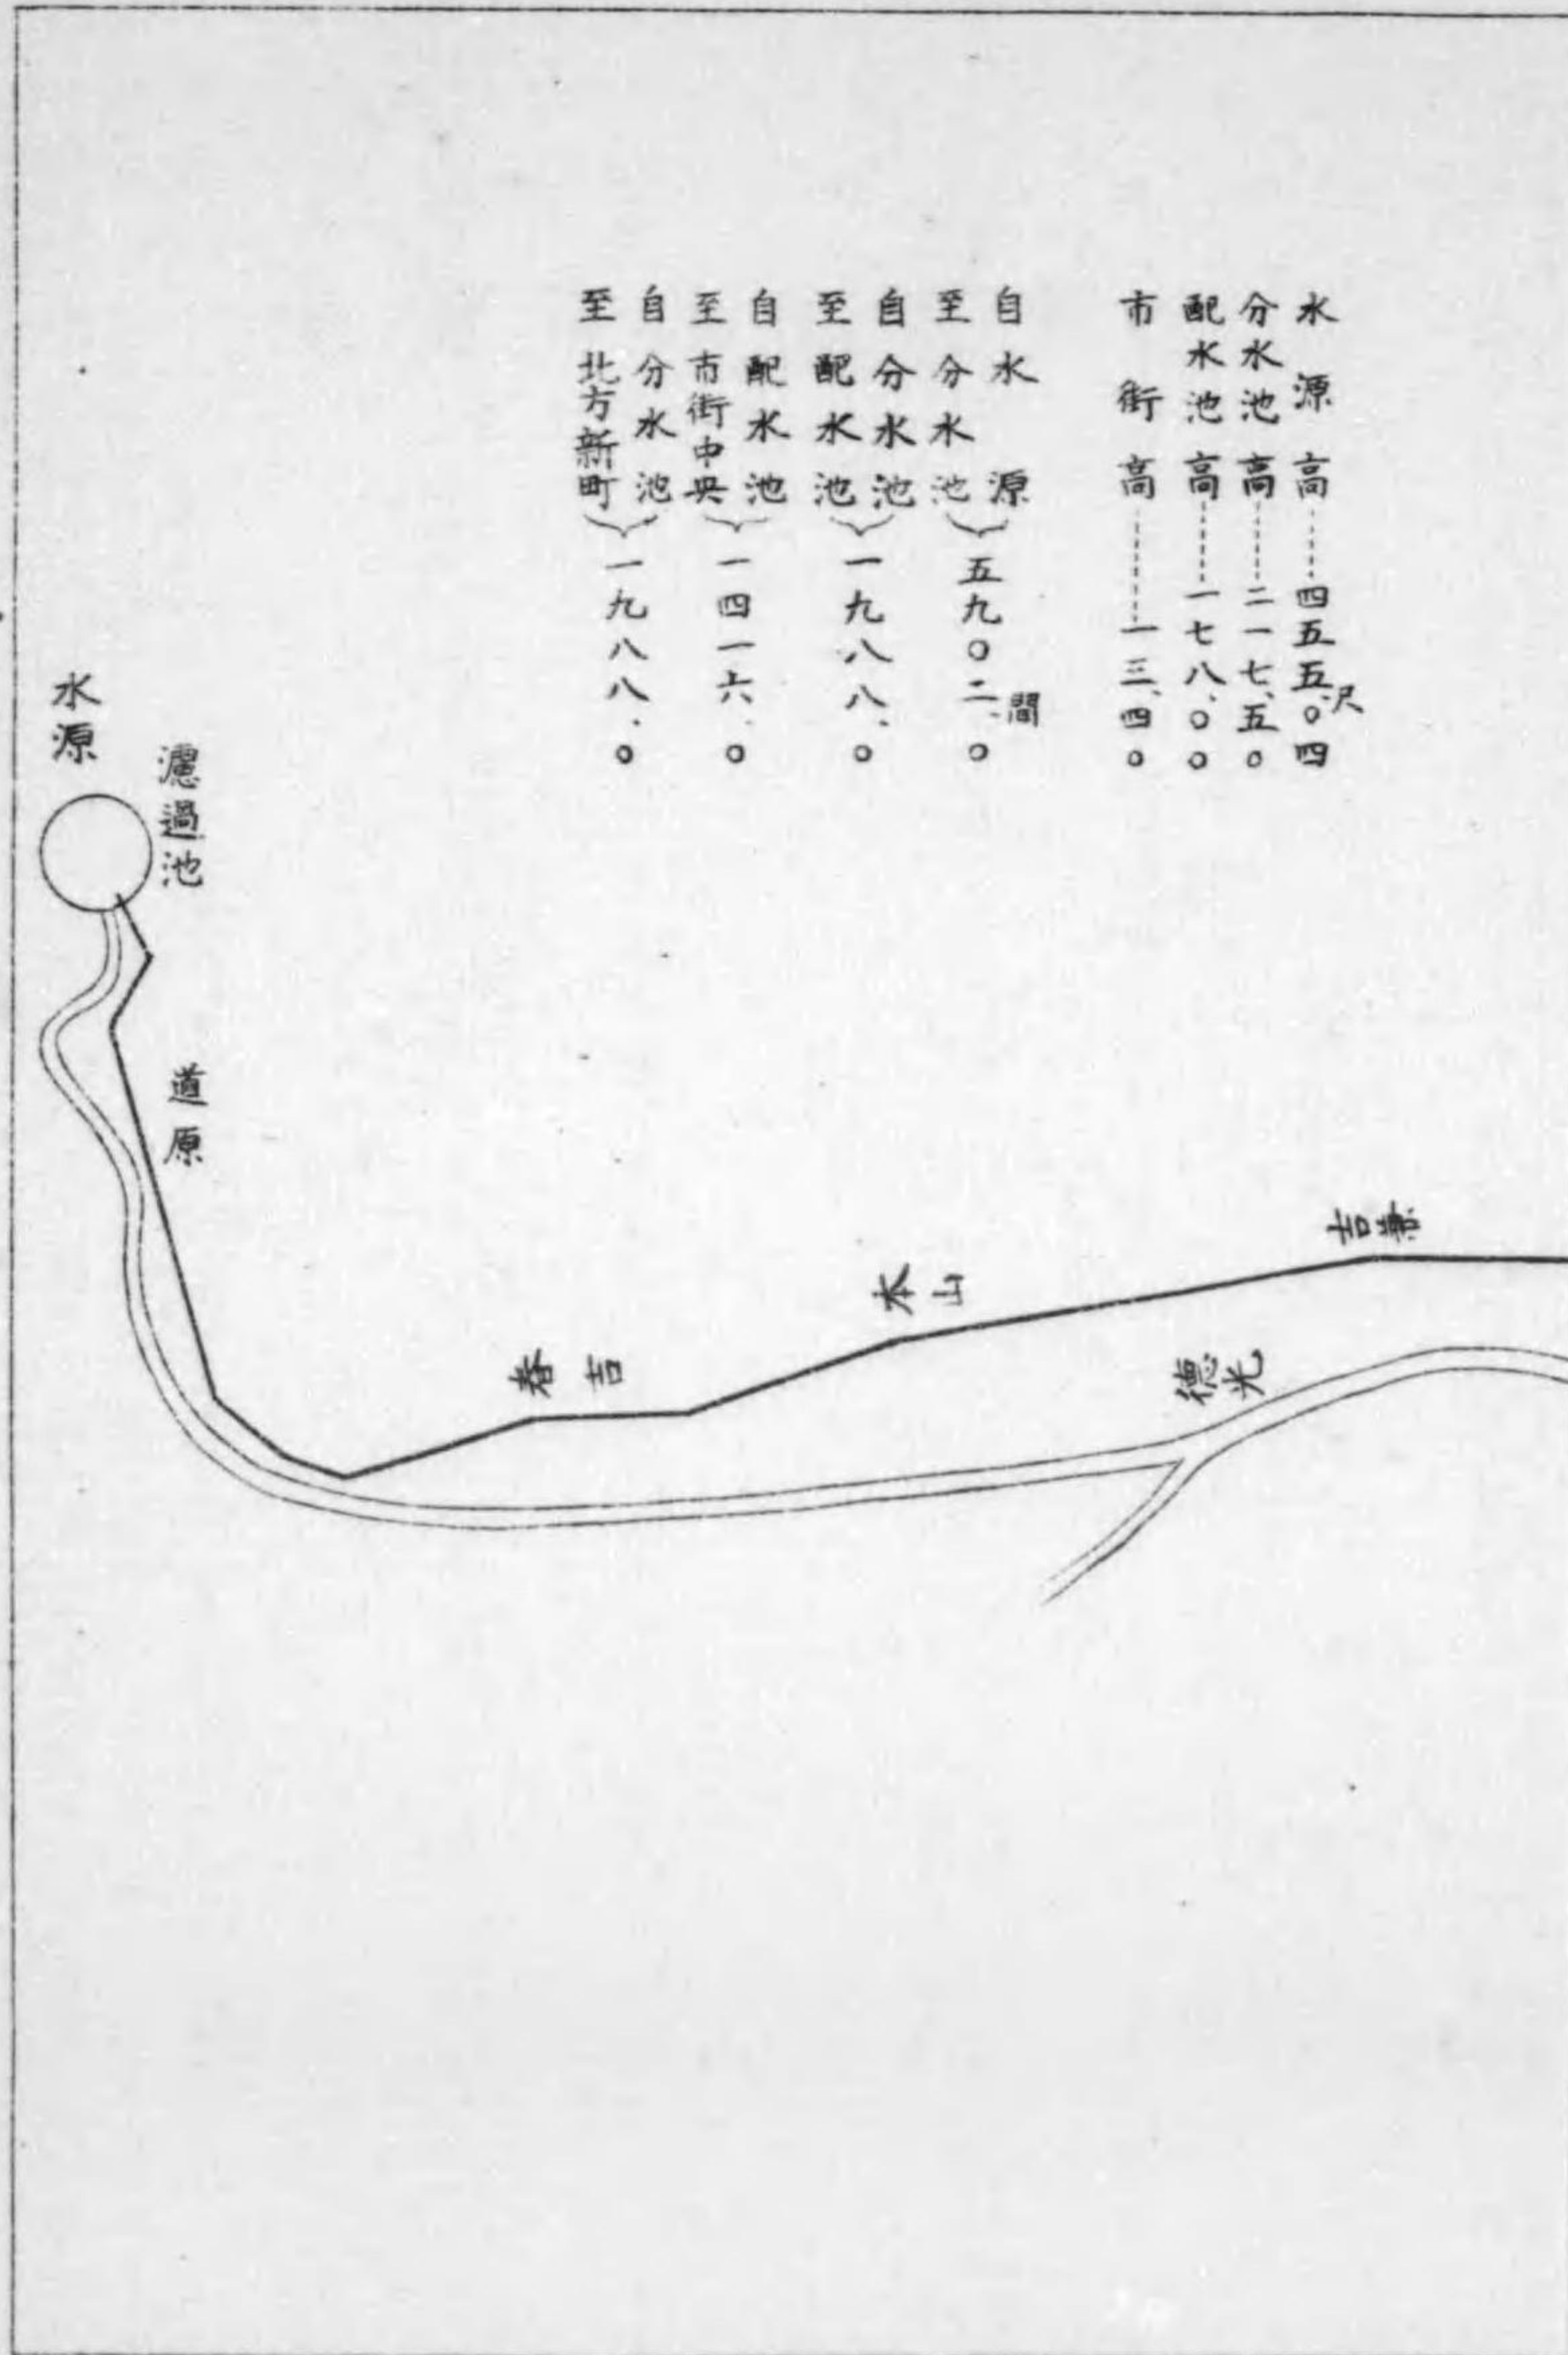 水源高……四五五.〇四
尺
分水池高……二一七、五〇
配水池高……一七八、〇〇
市街高……一三、四〇
自水源
至分水池
五九〇二、〇
間
自分水池
至配水池
一九八八、〇
自配水池
至市街中央
一四一六、〇
自分水池
至北方新町
一九八八、〇
水源
濾過池
道原
春吉
本山
徳光